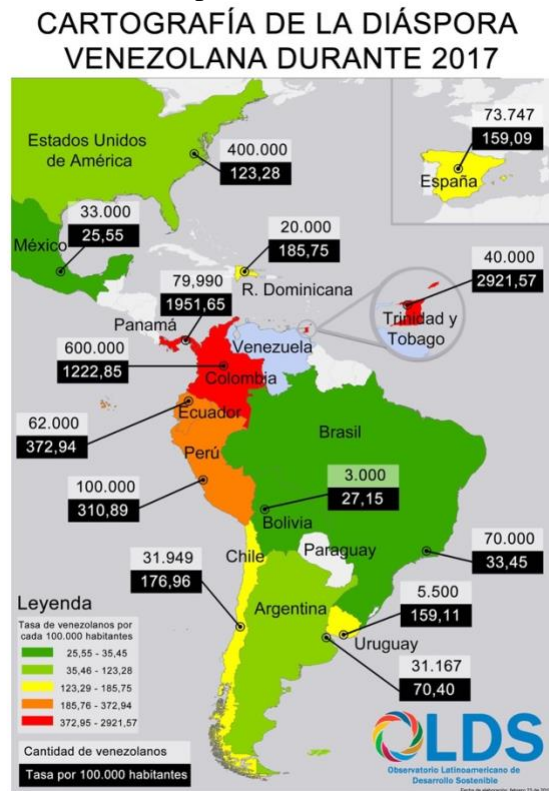 CARTOGRAFÍA DE LA DIÁSPORA
VENEZOLANA DURANTE 2017
Estados Unidos
de América
400.000
123,28
73.747
159,09
España
33.000
25,55
México
20.000
185,75
R. Dominicana
40.000
2921,57
Trinidad y
Tobago
79,990
1951,65
Panamá
Venezuela
600.000
1222,85
Colombia
Ecuador
62.000
372,94
Perú
Brasil
100.000
310,89
3.000
27,15
Bolivia
Paraguay
70.000
33,45
Chile
31.949
176,96
Argentina
5.500
159,11
Uruguay
31.167
70,40
Leyenda
Tasa de venezolanos por
cada 100.000 habitantes
25,55 - 35,45
35,46 - 123,28
123,29 - 185,75
185,76 - 372,94
372,95 - 2921,57
Cantidad de venezolanos
Tasa por 100.000 habitantes
OLDS
Observatorio Latinoamericano de
Desarrollo Sostenible
Fecha de elaboración: febrero